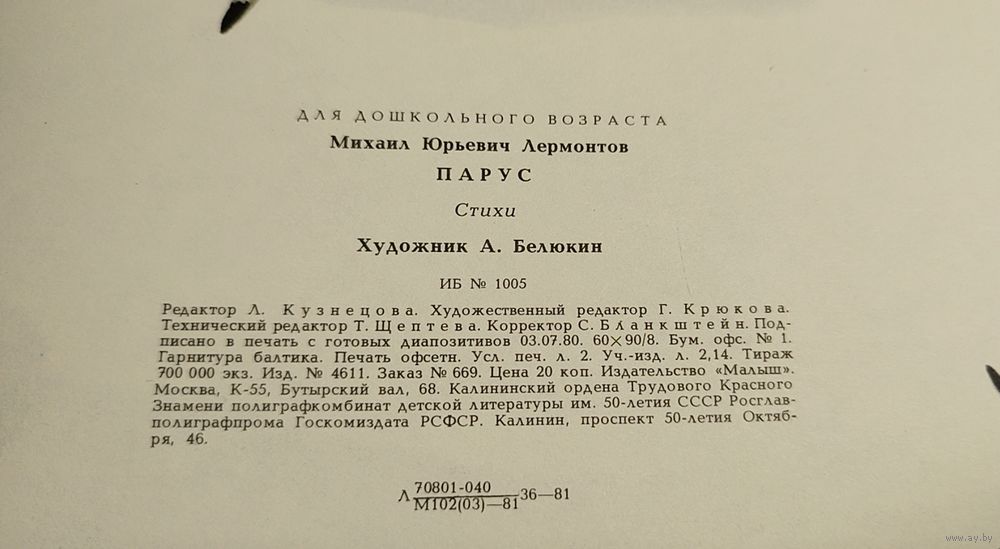 ДЛЯ ДОШКОЛЬНОГО ВОЗРАСТА
Михаил Юрьевич Лермонтов
ПАРУС
Стихи
Художник А. Белюкин
ИБ № 1005
Редактор Л. Кузнецова. Художественный редактор Г. Крюкова.
Технический редактор Т. Щептева. Корректор С. Бланкштейн. Под-
писано в печать с готовых диапозитивов 03.07.80. 60×90/8. Бум. офс. № 1.
Гарнитура балтика. Печать офсетн. Усл. печ. л. 2. Уч.-изд. л. 2,14. Тираж
700 000 экз. Изд. № 4611. Заказ № 669. Цена 20 коп. Издательство «Малыш».
Москва, К-55, Бутырский вал, 68. Калининский ордена Трудового Красного
Знамени полиграфкомбинат детской литературы им. 50-летия СССР Росглав-
полиграфпрома Госкомиздата РСФСР. Калинин, проспект 50-летия Октяб-
ря, 46.
Л 70801-040
М102(03)—81 36—81
www.ay.by